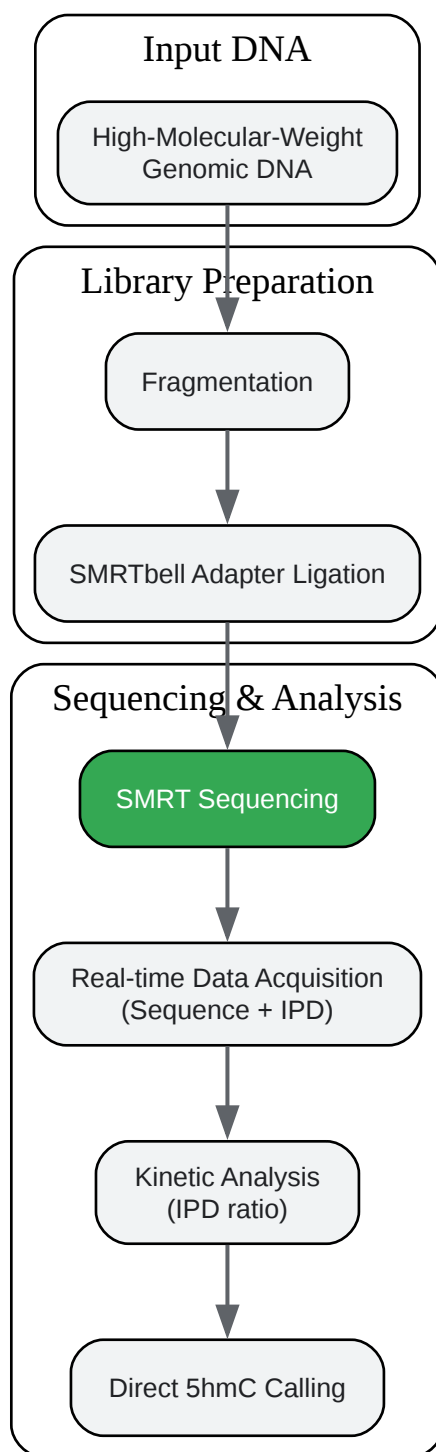 Input DNA
High-Molecular-Weight
Genomic DNA
Library Preparation
Fragmentation
SMRTbell Adapter Ligation
Sequencing & Analysis
SMRT Sequencing
Real-time Data Acquisition
(Sequence + IPD)
Kinetic Analysis
(IPD ratio)
Direct 5hmC Calling